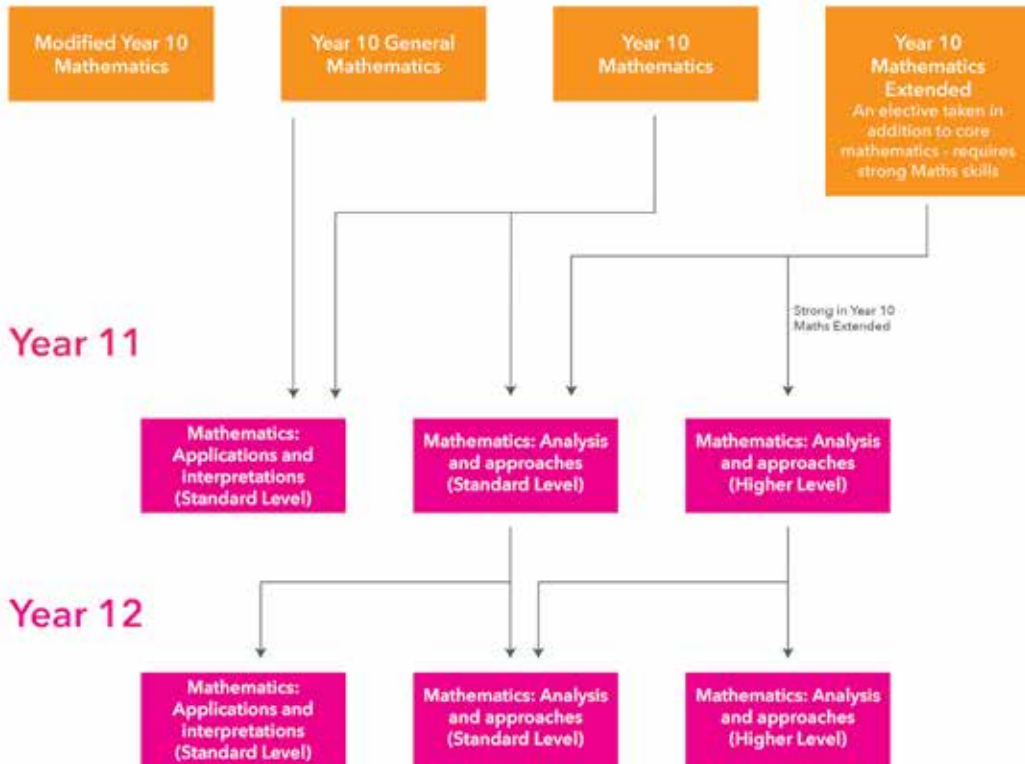 Modified Year 10
Mathematics
Year 10 General
Mathematics
Year 10
Mathematics
Year 10
Mathematics
Extended
An elective taken in
addition to core
mathematics - requires
strong Maths skills
Strong in Year 10
Maths Extended
Year 11
Mathematics:
Applications and
interpretations
(Standard Level)
Mathematics: Analysis
and approaches
(Standard Level)
Mathematics: Analysis
and approaches
(Higher Level)
Year 12
Mathematics:
Applications and
interpretations
(Standard Level)
Mathematics: Analysis
and approaches
(Standard Level)
Mathematics: Analysis
and approaches
(Higher Level)